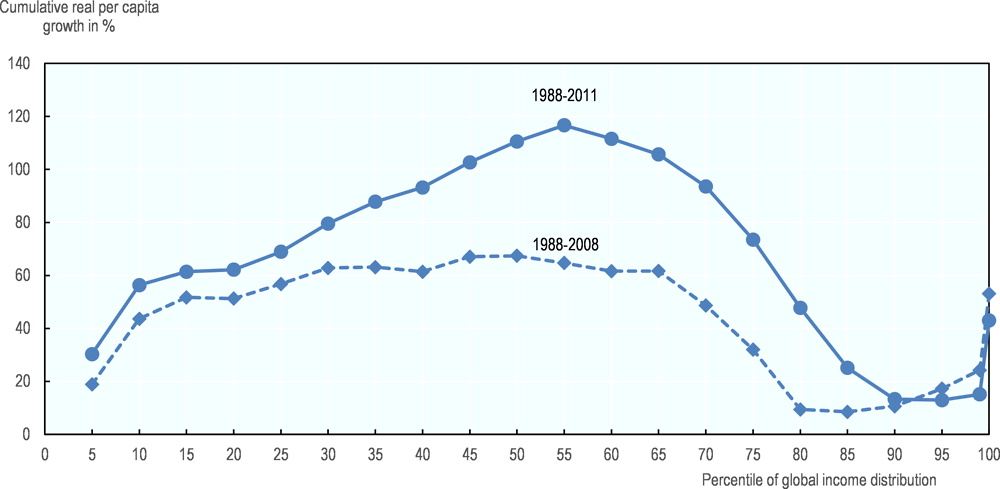 Cumulative real per capita
growth in %
140
120
100
80
60
40
20
0
1988-2011
1988-2008
0 5 10 15 20 25 30 35 40 45 50 55 60 65 70 75 80 85 90 95 100
Percentile of global income distribution